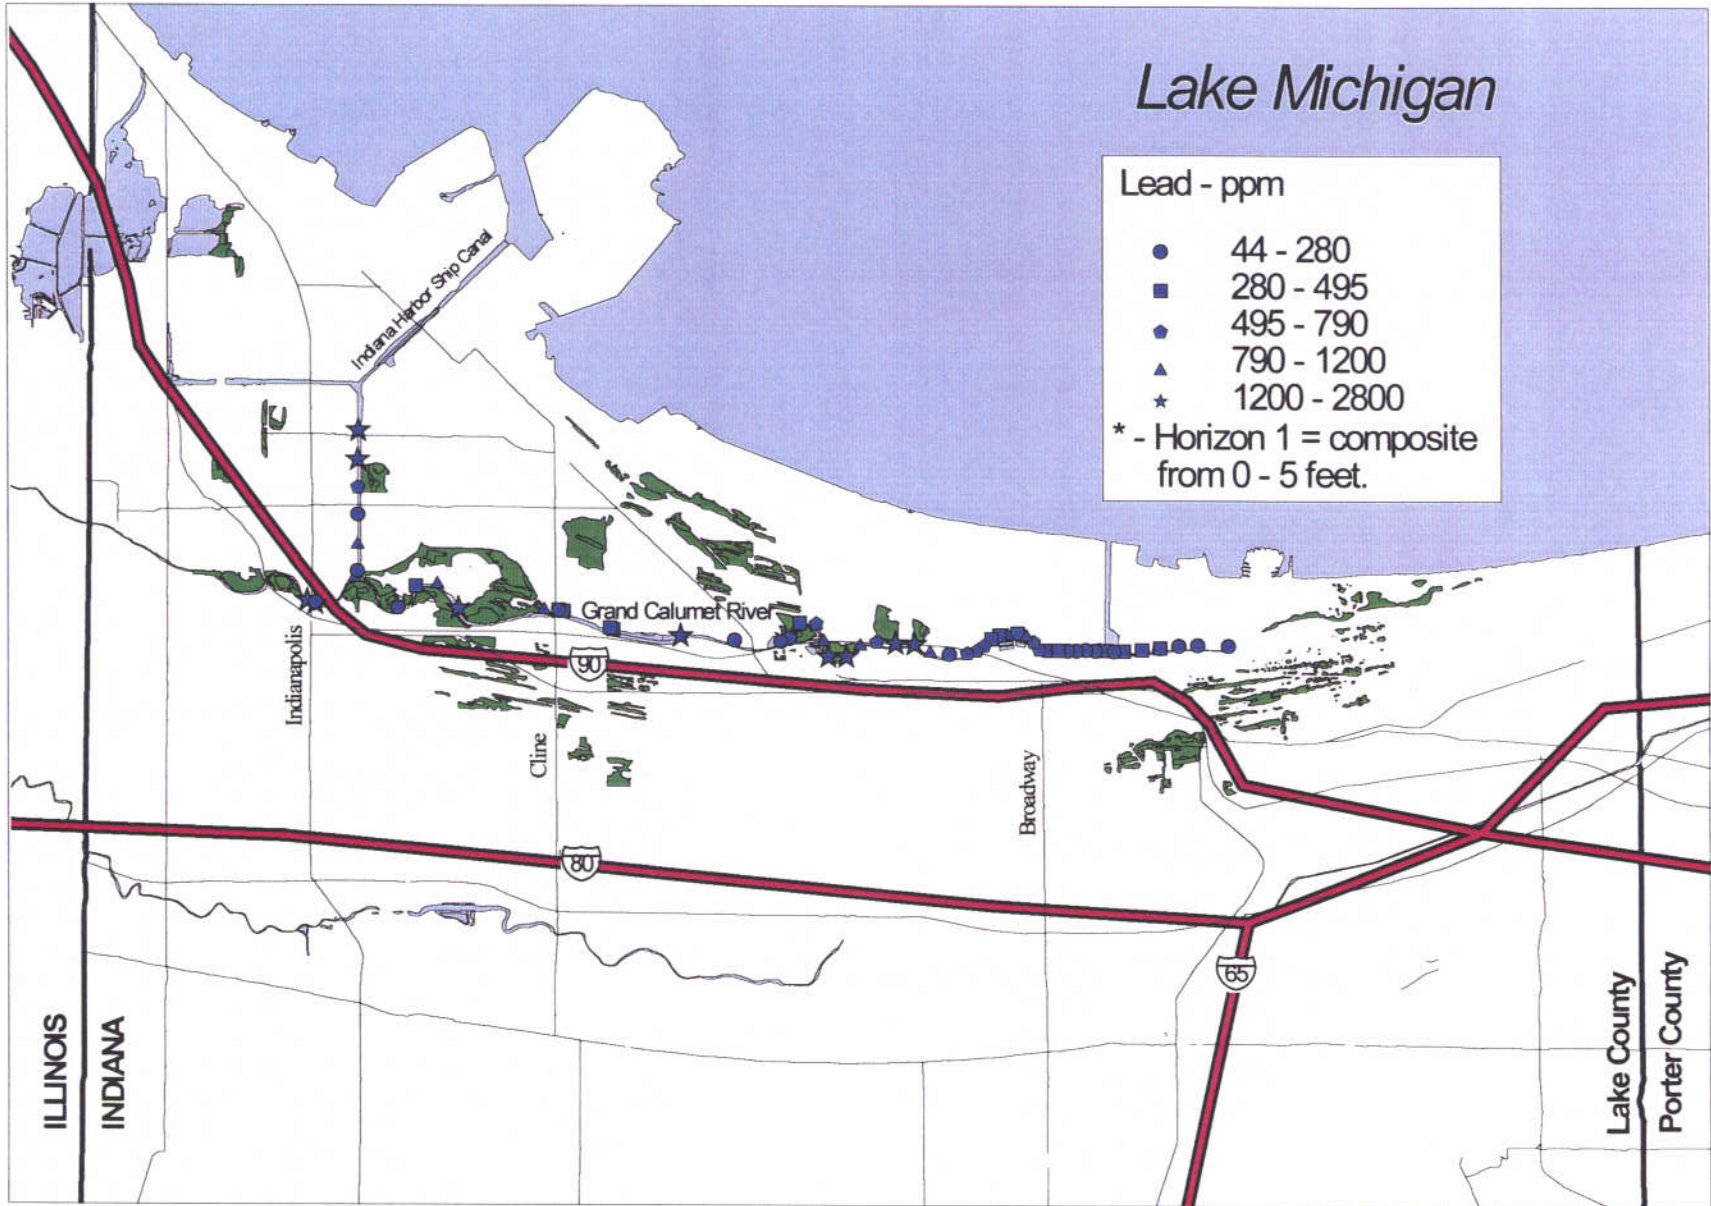 Lake Michigan
Lead - ppm
44 - 280
280 - 495
495 - 790
790 - 1200
1200 - 2800
* - Horizon 1 = composite
from 0 - 5 feet.
Indiana Harbor Ship Canal
Grand Calumet River
Indianapolis
90
Cline
Broadway
80
65
ILLINOIS
INDIANA
Lake County
Porter County